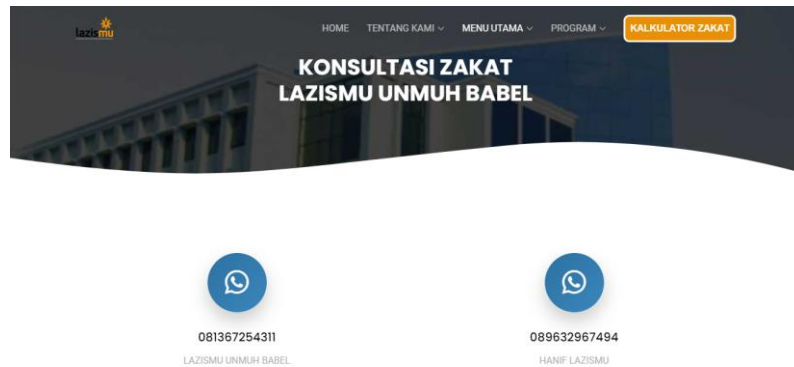 lazismu
HOME TENTANG KAMI MENU UTAMA PROGRAM KALKULATOR ZAKAT
KONSULTASI ZAKAT
LAZISMU UNMUH BABEL
081367254311
LAZISMU UNMUH BABEL
089632967494
HANIF LAZISMU